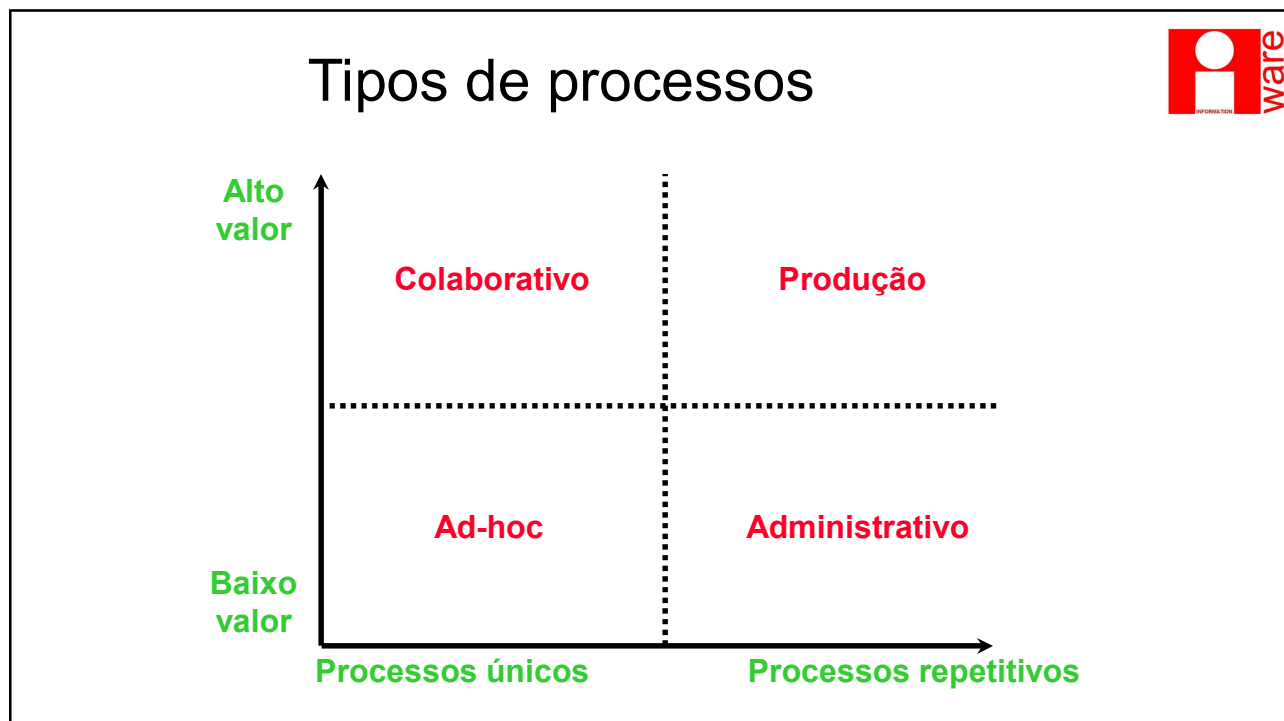 Tipos de processos
INFORMATION
ware
Alto
valor
Colaborativo
Produção
Ad-hoc
Administrativo
Baixo
valor
Processos únicos
Processos repetitivos